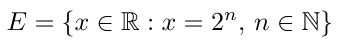 E = {x ∈ ℝ : x = 2ⁿ, n ∈ ℕ}